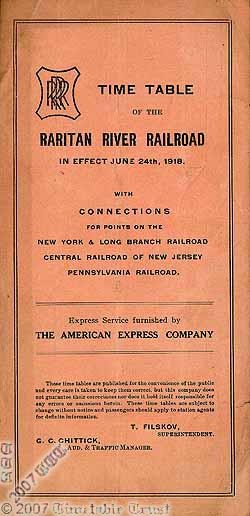 RRRR
TIME TABLE
OF THE
RARITAN RIVER RAILROAD
IN EFFECT JUNE 24th, 1918.
WITH
CONNECTIONS
FOR POINTS ON THE
NEW YORK & LONG BRANCH RAILROAD
CENTRAL RAILROAD OF NEW JERSEY
PENNSYLVANIA RAILROAD.
Express Service furnished by
THE AMERICAN EXPRESS COMPANY
These time tables are published for the convenience of the public
and every care is taken to keep them correct, but this company does
not guarantee their correctness nor does it hold itself responsible for
any errors or omissions herein. These time tables are subject to
change without notice and passengers should apply to station agents
for definite information.
T. FILSKOV,
SUPERINTENDENT.
G. C. CHITTICK,
AUD. & TRAFFIC MANAGER.
© 2007 Timetable Trust